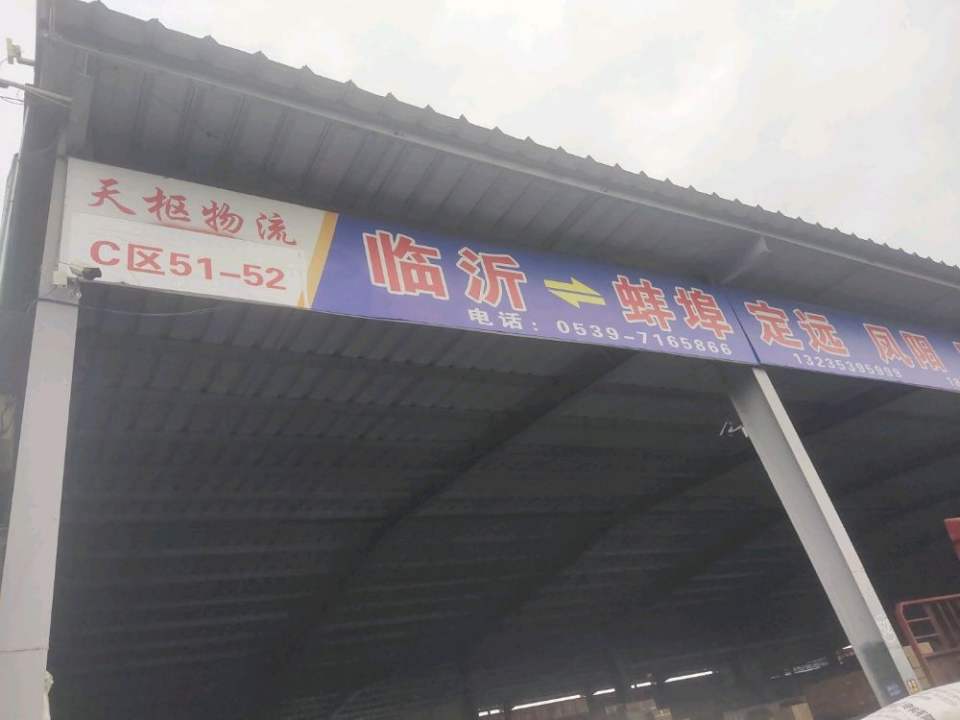 天枢物流
C区51-52
临沂⇌蚌埠 定远 凤阳
电话：0539-7165866
13235395999